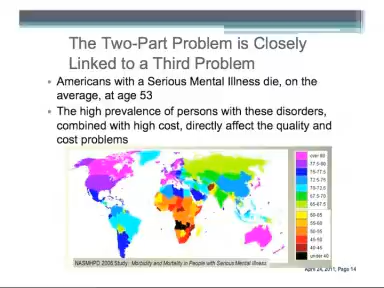 The Two-Part Problem is Closely
Linked to a Third Problem
• Americans with a Serious Mental Illness die, on the
average, at age 53
• The high prevalence of persons with these disorders,
combined with high cost, directly affect the quality and
cost problems
over 80
77.5-80
75-77.5
72.5-75
70-72.5
67.5-70
65-67.5
60-65
55-60
50-55
45-50
40-45
under 40
NASMHPD 2006 Study: Morbidity and Mortality in People with Serious Mental Illness
April 24, 2011, Page 14